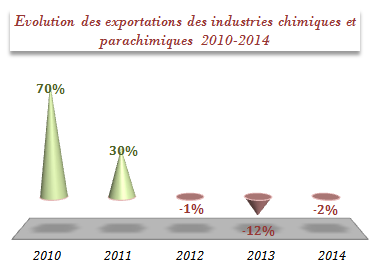 Evolution des exportations des industries chimiques et
parachimiques 2010-2014
70%
30%
-1%
-12%
-2%
2010 2011 2012 2013 2014